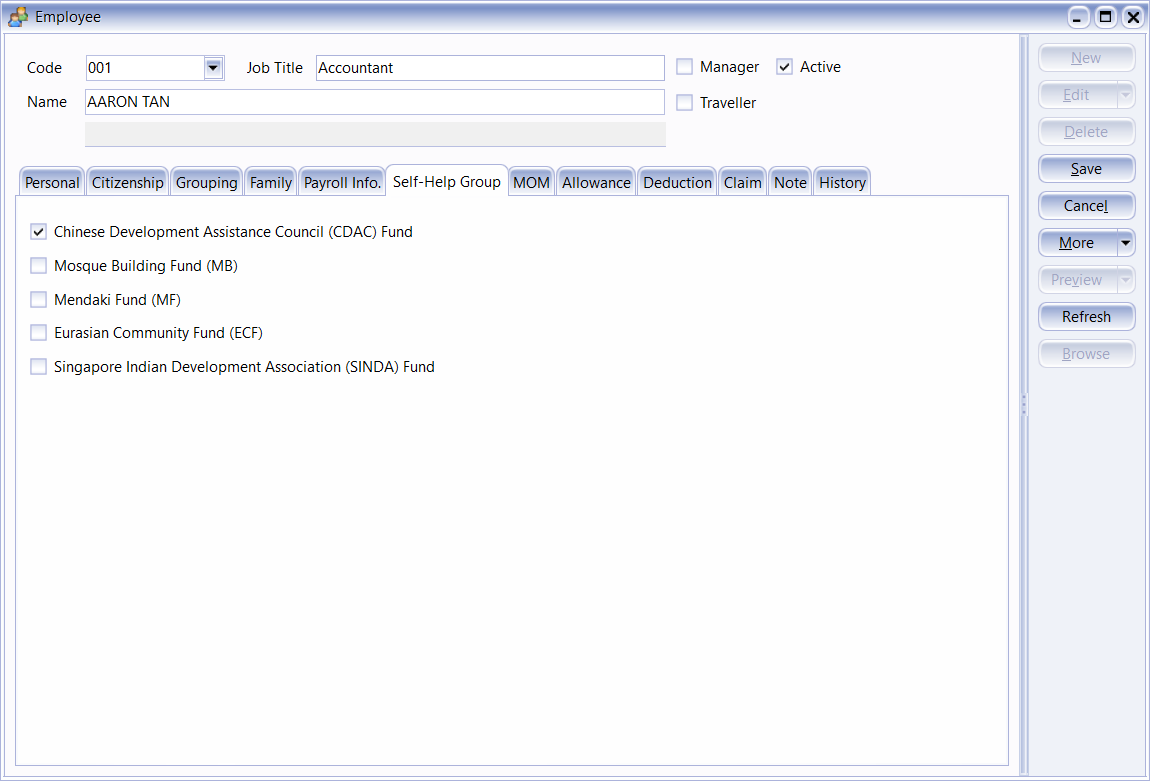 Employee
Code 001 Job Title Accountant Manager Active
Name AARON TAN Traveller
Personal Citizenship Grouping Family Payroll Info. Self-Help Group MOM Allowance Deduction Claim Note History
Chinese Development Assistance Council (CDAC) Fund
Mosque Building Fund (MB)
Mendaki Fund (MF)
Eurasian Community Fund (ECF)
Singapore Indian Development Association (SINDA) Fund
New
Edit
Delete
Save
Cancel
More
Preview
Refresh
Browse